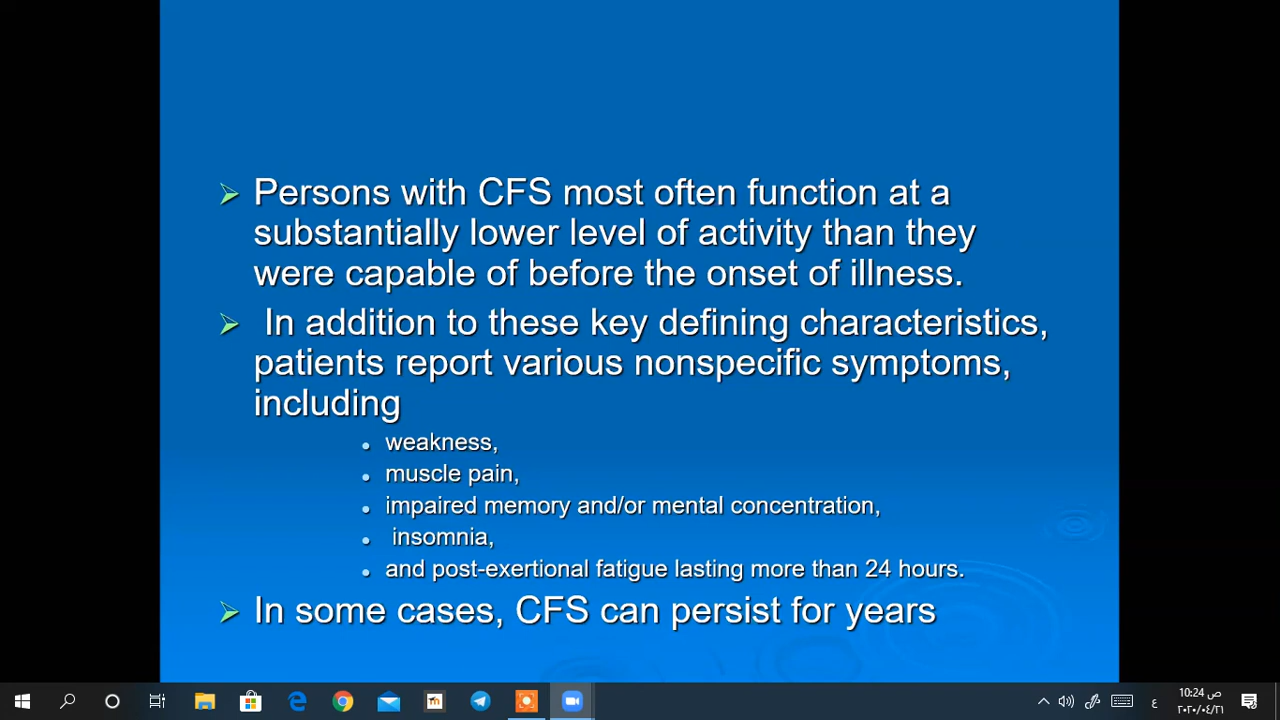 Persons with CFS most often function at a
substantially lower level of activity than they
were capable of before the onset of illness.
In addition to these key defining characteristics,
patients report various nonspecific symptoms,
including
weakness,
muscle pain,
impaired memory and/or mental concentration,
insomnia,
and post-exertional fatigue lasting more than 24 hours.
In some cases, CFS can persist for years
ع
ص 10:24
٢٠٢٠/٠٤/٢١